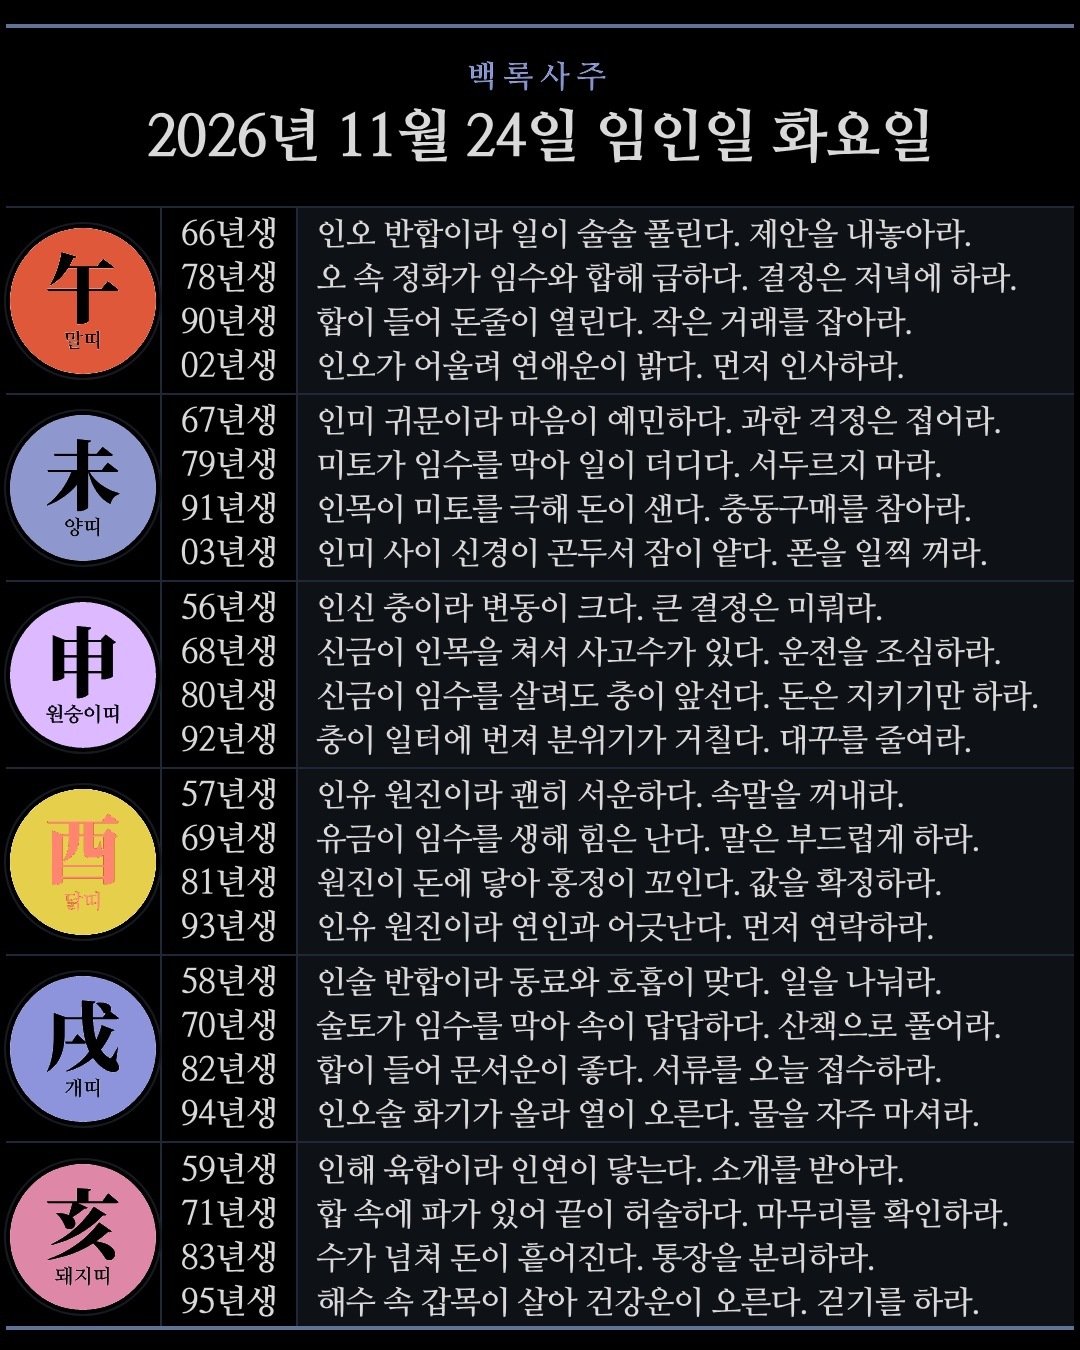 백록사주
2026년 11월 24일 임인일 화요일
午
말띠
66년생 인오 반합이라 일이 술술 풀린다. 제안을 내놓아라.
78년생 오 속 정화가 임수와 합해 급하다. 결정은 저녁에 하라.
90년생 합이 들어 돈줄이 열린다. 작은 거래를 잡아라.
02년생 인오가 어울려 연애운이 밝다. 먼저 인사하라.
未
양띠
67년생 인미 귀문이라 마음이 예민하다. 과한 걱정은 접어라.
79년생 미토가 임수를 막아 일이 더디다. 서두르지 마라.
91년생 인목이 미토를 극해 돈이 샌다. 충동구매를 참아라.
03년생 인미 사이 신경이 곤두서 잠이 얕다. 폰을 일찍 꺼라.
申
원숭이띠
56년생 인신 충이라 변동이 크다. 큰 결정은 미뤄라.
68년생 신금이 인목을 쳐서 사고수가 있다. 운전을 조심하라.
80년생 신금이 임수를 살려도 충이 앞선다. 돈은 지키기만 하라.
92년생 충이 일터에 번져 분위기가 거칠다. 대꾸를 줄여라.
酉
닭띠
57년생 인유 원진이라 괜히 서운하다. 속말을 꺼내라.
69년생 유금이 임수를 생해 힘은 난다. 말은 부드럽게 하라.
81년생 원진이 돈에 닿아 흥정이 꼬인다. 값을 확정하라.
93년생 인유 원진이라 연인과 어긋난다. 먼저 연락하라.
戌
개띠
58년생 인술 반합이라 동료와 호흡이 맞다. 일을 나눠라.
70년생 술토가 임수를 막아 속이 답답하다. 산책으로 풀어라.
82년생 합이 들어 문서운이 좋다. 서류를 오늘 접수하라.
94년생 인오술 화기가 올라 열이 오른다. 물을 자주 마셔라.
亥
돼지띠
59년생 인해 육합이라 인연이 닿는다. 소개를 받아라.
71년생 합 속에 파가 있어 끝이 허술하다. 마무리를 확인하라.
83년생 수가 넘쳐 돈이 흩어진다. 통장을 분리하라.
95년생 해수 속 갑목이 살아 건강운이 오른다. 걷기를 하라.